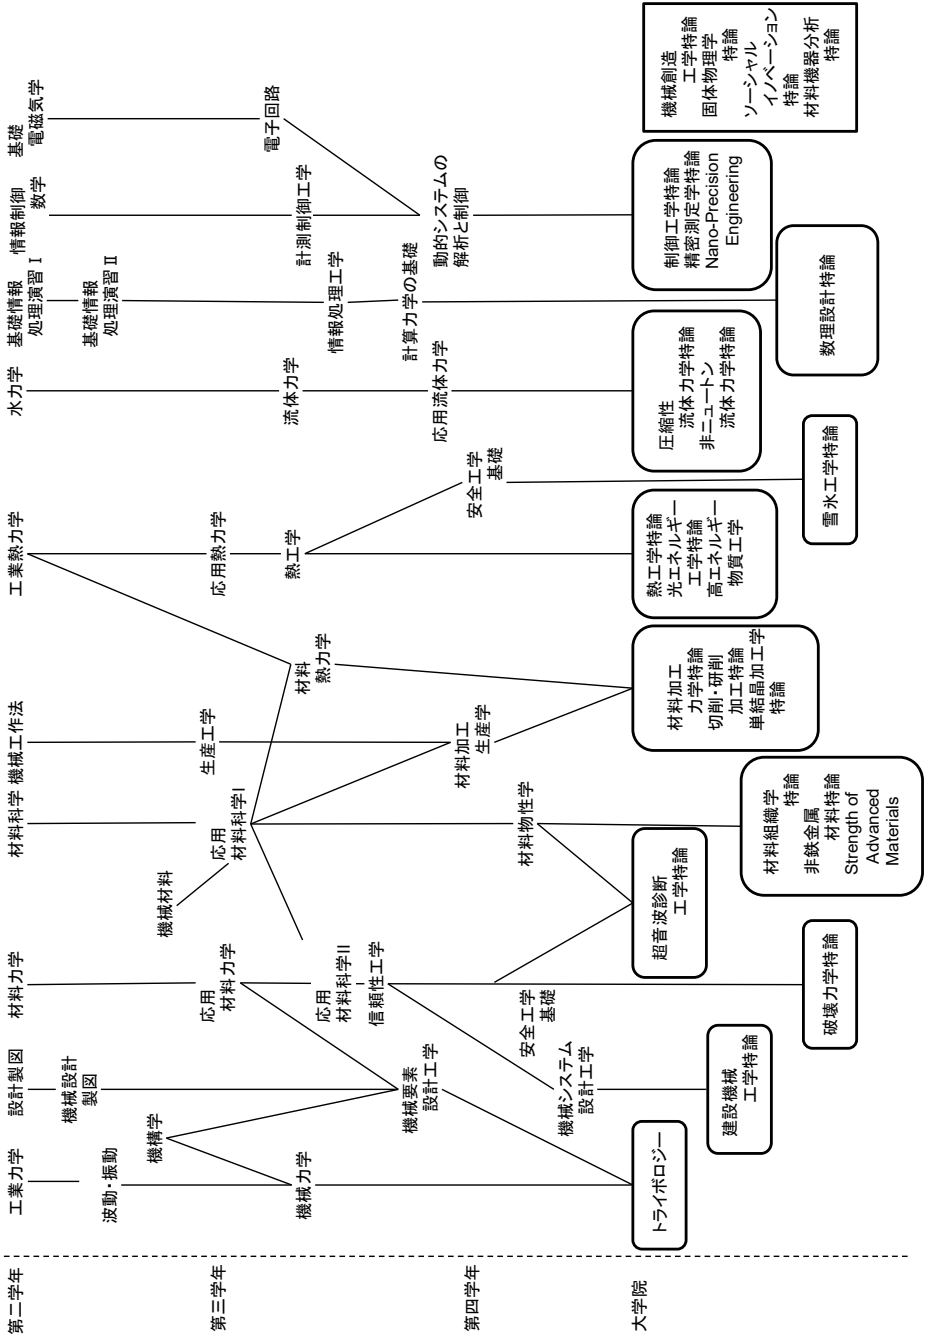 第二学年
工業力学
設計製図
材料力学
材料科学
機械工作法
工業熱力学
水力学
基礎情報
処理演習Ⅰ
情報制御
数学
基礎
電磁気学
機械設計
製図
基礎情報
処理演習Ⅱ
波動・振動
機構学
機械材料
第三学年
応用
材料力学
応用
材料科学I
生産工学
応用熱力学
電子回路
機械力学
材料
熱力学
熱工学
流体力学
計測制御工学
応用
材料科学II
情報処理工学
信頼性工学
機械要素
設計工学
計算力学の基礎
動的システムの
解析と制御
応用流体力学
第四学年
材料加工
生産学
安全工学
基礎
安全工学
基礎
材料物性学
機械システム
設計工学
大学院
トライボロジー
建設機械
工学特論
破壊力学特論
超音波診断
工学特論
材料組織学
特論
非鉄金属
材料特論
Strength of
Advanced
Materials
材料加工
力学特論
切削・研削
加工特論
単結晶加工学
特論
熱工学特論
光エネルギー
工学特論
高エネルギー
物質工学
雪氷工学特論
圧縮性
流体力学特論
非ニュートン
流体力学特論
数理設計特論
制御工学特論
精密測定学特論
Nano-Precision
Engineering
機械創造
工学特論
固体物理学
特論
ソーシャル
イノベーション
特論
材料機器分析
特論